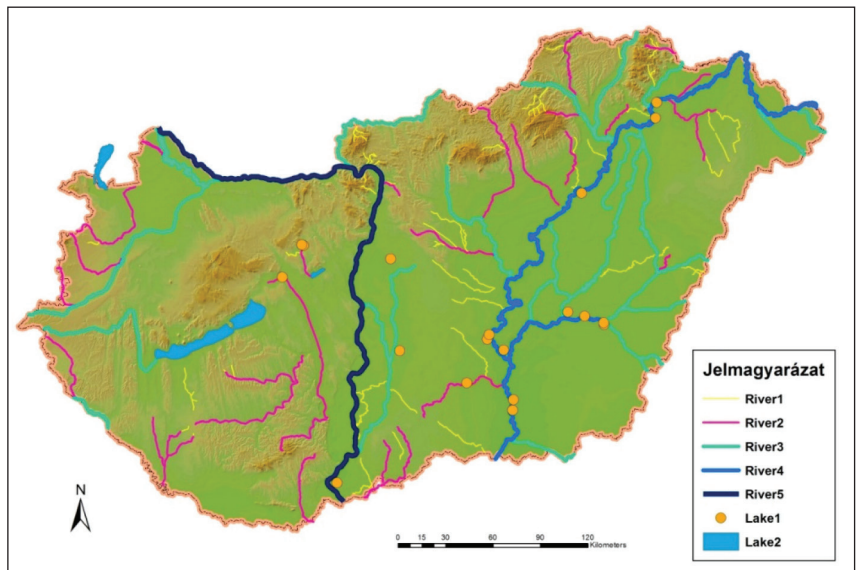 Jelmagyarázat
River1
River2
River3
River4
River5
Lake1
Lake2
N
0 15 30 60 90 120
Kilometers